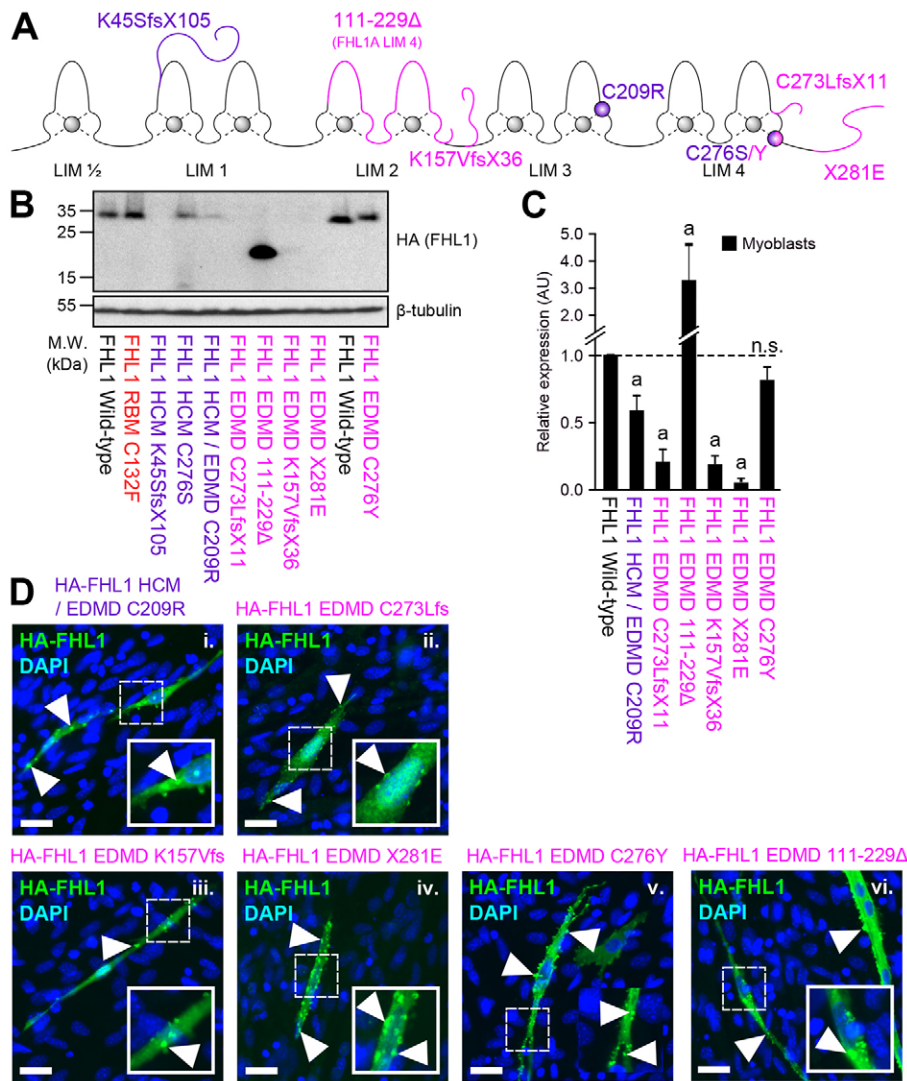 A
K45SfsX105
111-229Δ
(FHL1A LIM 4)
K157VfsX36
C209R
C273LfsX11
C276S/Y
X281E
LIM ½
LIM 1
LIM 2
LIM 3
LIM 4
B
35
25
15
55
HA (FHL1)
β-tubulin
M.W.
(kDa)
FHL1 Wild-type
FHL1 RBM C132F
FHL1 HCM K45SfsX105
FHL1 HCM C276S
FHL1 HCM / EDMD C209R
FHL1 EDMD C273LfsX11
FHL1 EDMD 111-229Δ
FHL1 EDMD K157VfsX36
FHL1 EDMD X281E
FHL1 Wild-type
FHL1 EDMD C276Y
C
Relative expression (AU)
5.0
4.0
3.0
2.0
1.0
0.5
0.0
Myoblasts
a
a
a
a
a
n.s.
FHL1 Wild-type
FHL1 HCM / EDMD C209R
FHL1 EDMD C273LfsX11
FHL1 EDMD 111-229Δ
FHL1 EDMD K157VfsX36
FHL1 EDMD X281E
FHL1 EDMD C276Y
D
HA-FHL1 HCM
/ EDMD C209R
HA-FHL1
DAPI
i.
HA-FHL1 EDMD C273Lfs
HA-FHL1
DAPI
ii.
HA-FHL1 EDMD K157Vfs
HA-FHL1
DAPI
iii.
HA-FHL1 EDMD X281E
HA-FHL1
DAPI
iv.
HA-FHL1 EDMD C276Y
HA-FHL1
DAPI
v.
HA-FHL1 EDMD 111-229Δ
HA-FHL1
DAPI
vi.